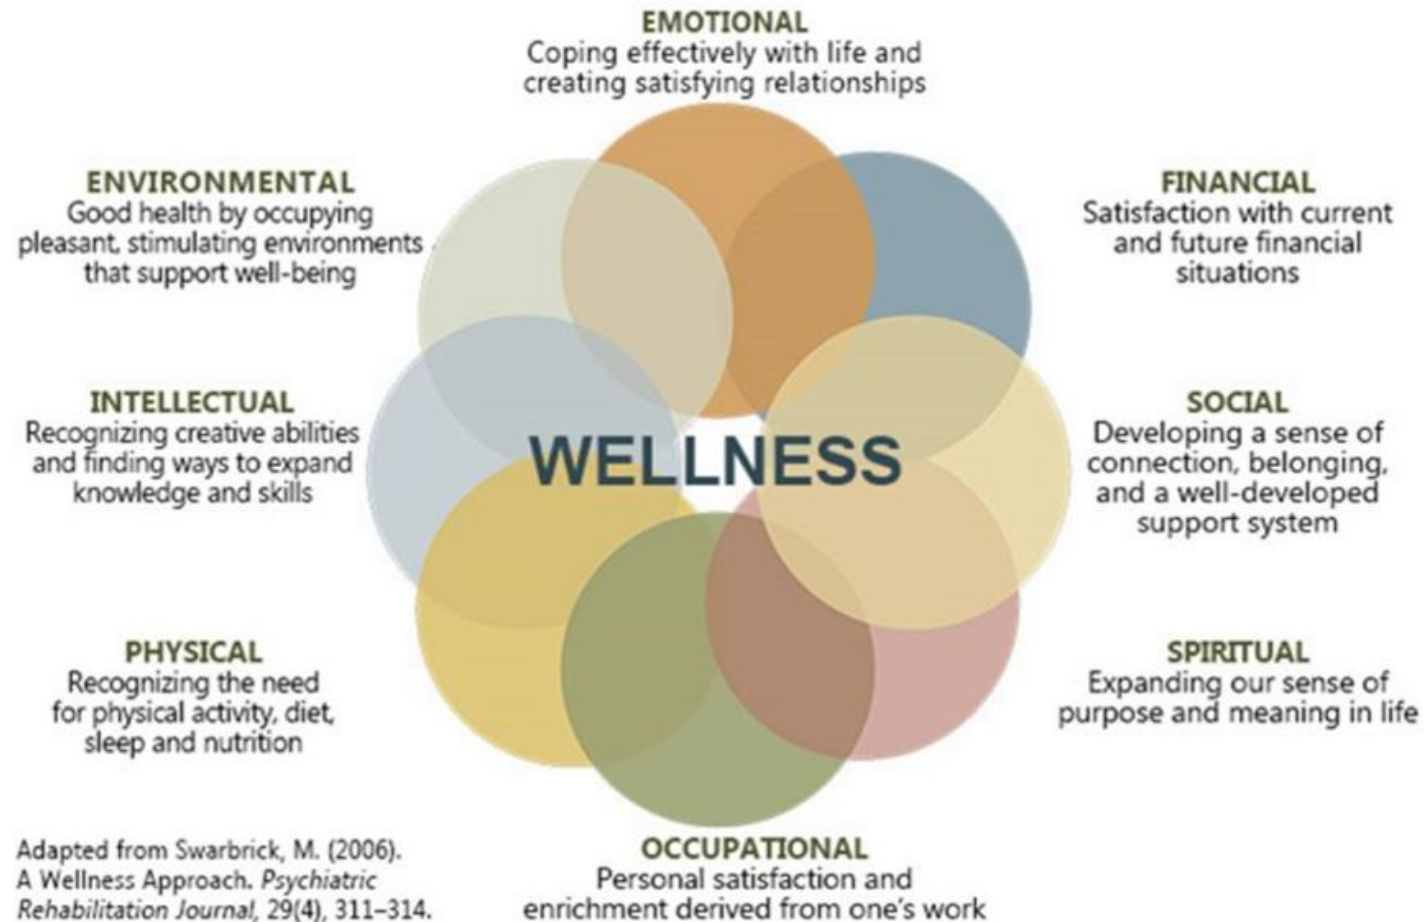 EMOTIONAL
Coping effectively with life and
creating satisfying relationships
ENVIRONMENTAL
Good health by occupying
pleasant, stimulating environments
that support well-being
FINANCIAL
Satisfaction with current
and future financial
situations
INTELLECTUAL
Recognizing creative abilities
and finding ways to expand
knowledge and skills
WELLNESS
SOCIAL
Developing a sense of
connection, belonging,
and a well-developed
support system
PHYSICAL
Recognizing the need
for physical activity, diet,
sleep and nutrition
SPIRITUAL
Expanding our sense of
purpose and meaning in life
OCCUPATIONAL
Personal satisfaction and
enrichment derived from one's work
Adapted from Swarbrick, M. (2006).
A Wellness Approach. Psychiatric
Rehabilitation Journal, 29(4), 311–314.